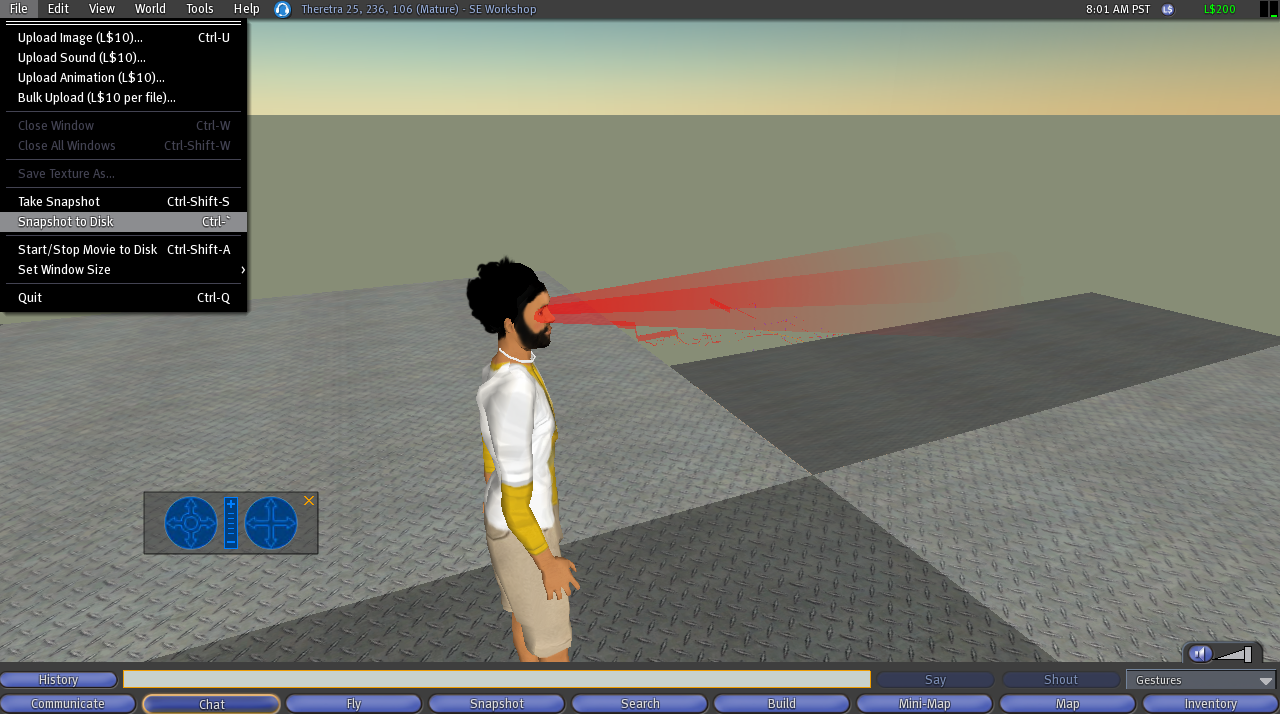 File Edit View World Tools Help Theretra 25, 236, 106 (Mature) - SE Workshop 8:01 AM PST L$ L$200
Upload Image (L$10)... Ctrl-U
Upload Sound (L$10)...
Upload Animation (L$10)...
Bulk Upload (L$10 per file)...
Close Window Ctrl-W
Close All Windows Ctrl-Shift-W
Save Texture As...
Take Snapshot Ctrl-Shift-S
Snapshot to Disk Ctrl-`
Start/Stop Movie to Disk Ctrl-Shift-A
Set Window Size ›
Quit Ctrl-Q
History Say Shout Gestures
Communicate Chat Fly Snapshot Search Build Mini-Map Map Inventory